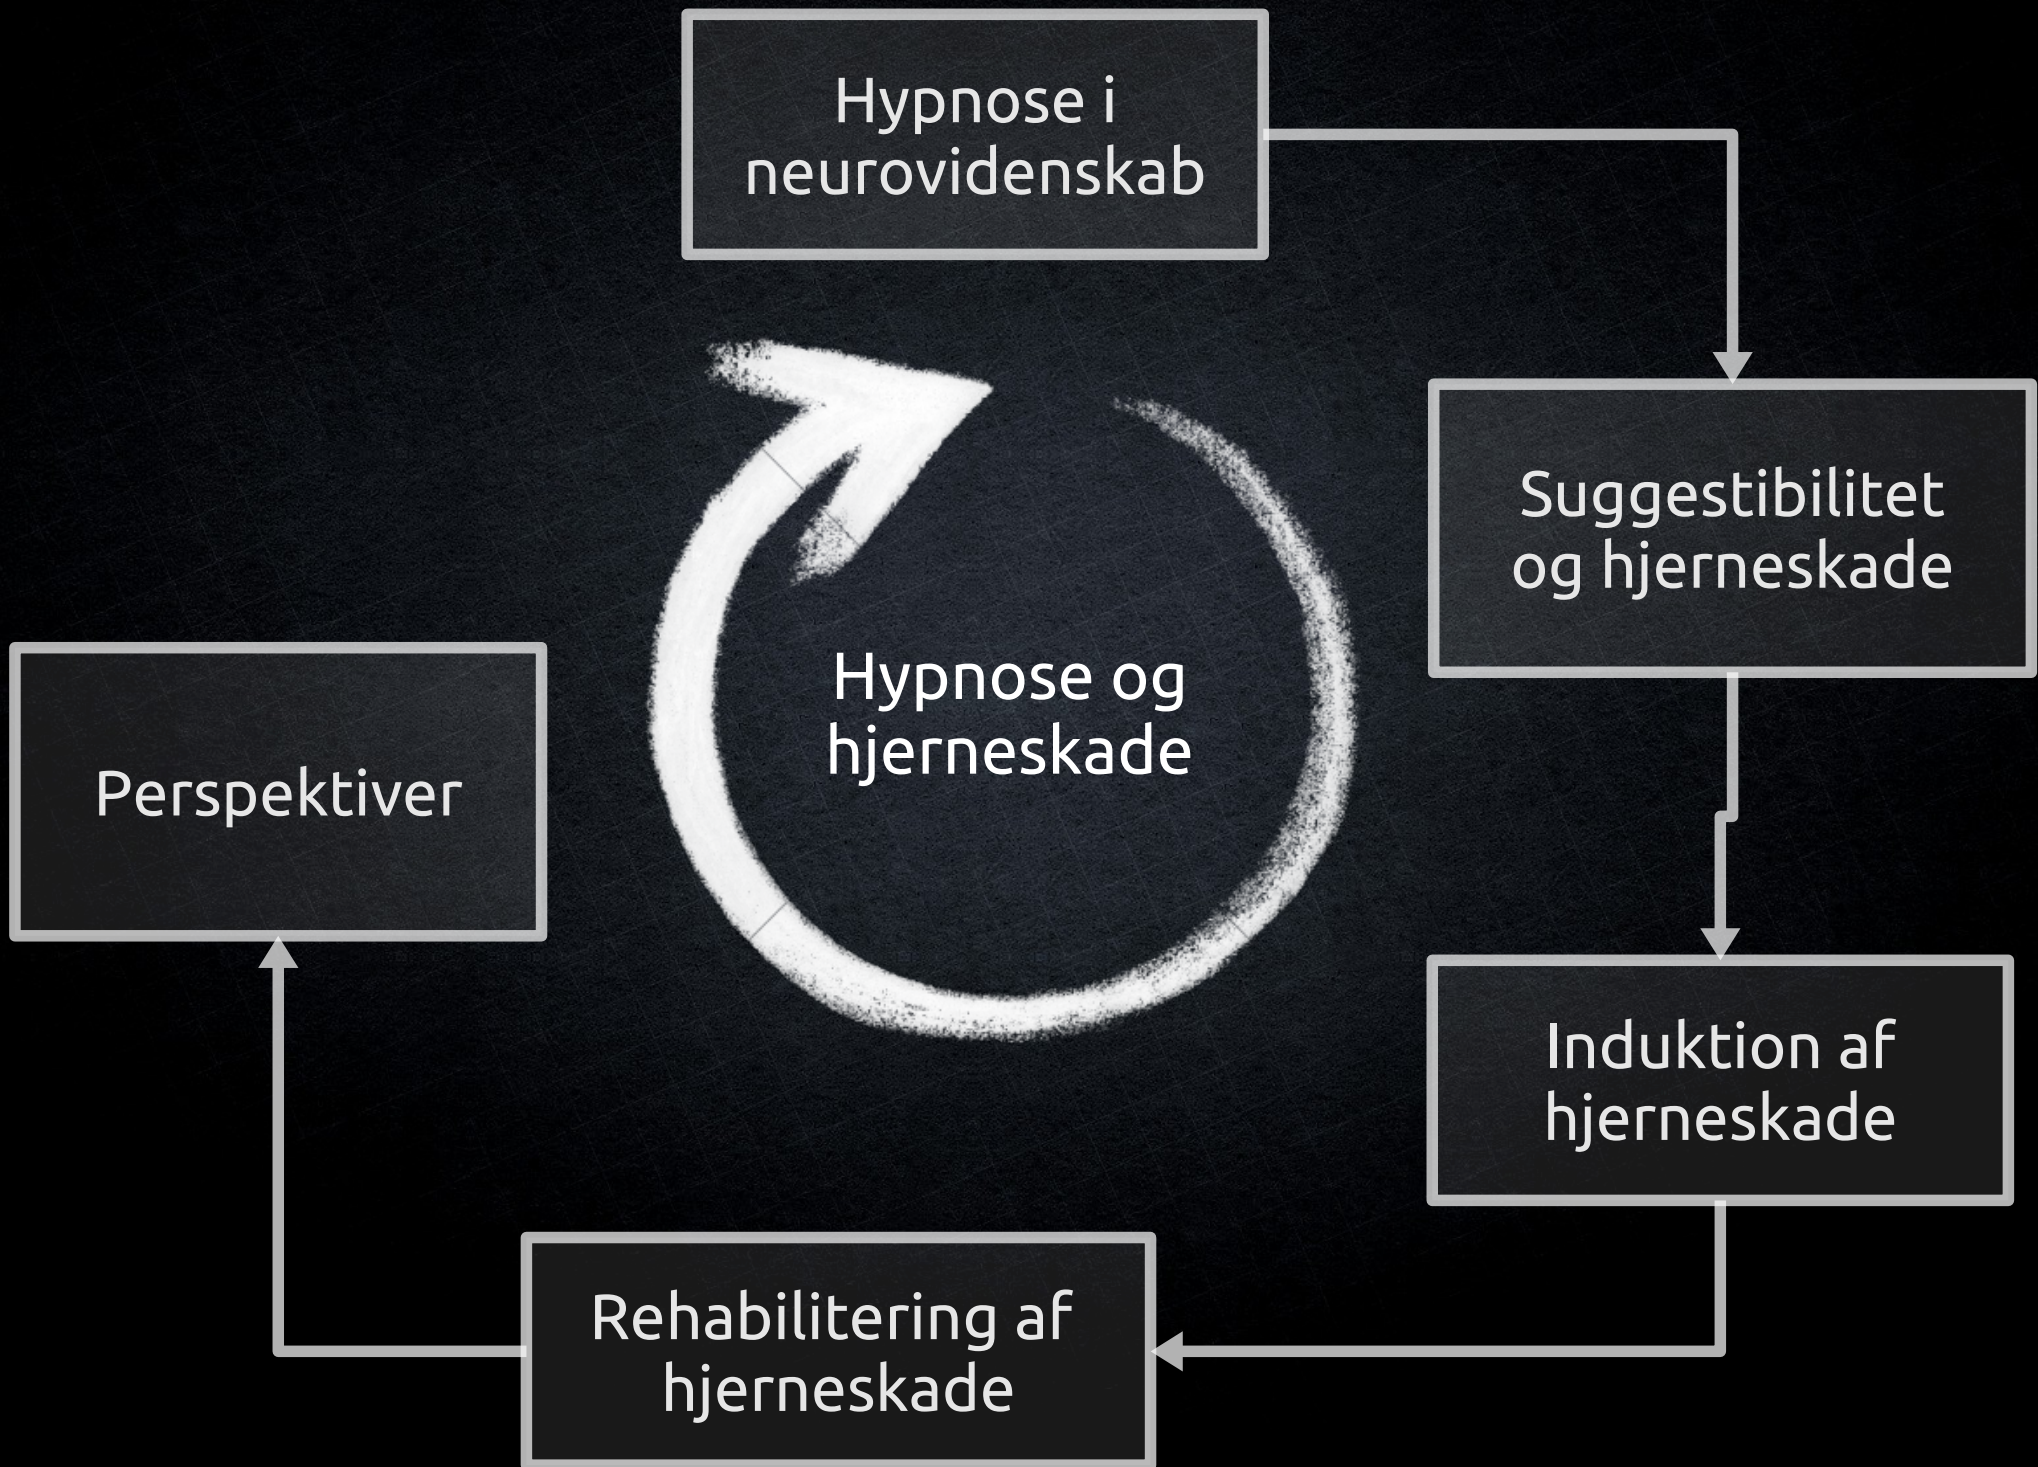 Hypnose i
neurovidenskab
Suggestibilitet
og hjerneskade
Hypnose og
hjerneskade
Perspektiver
Induktion af
hjerneskade
Rehabilitering af
hjerneskade